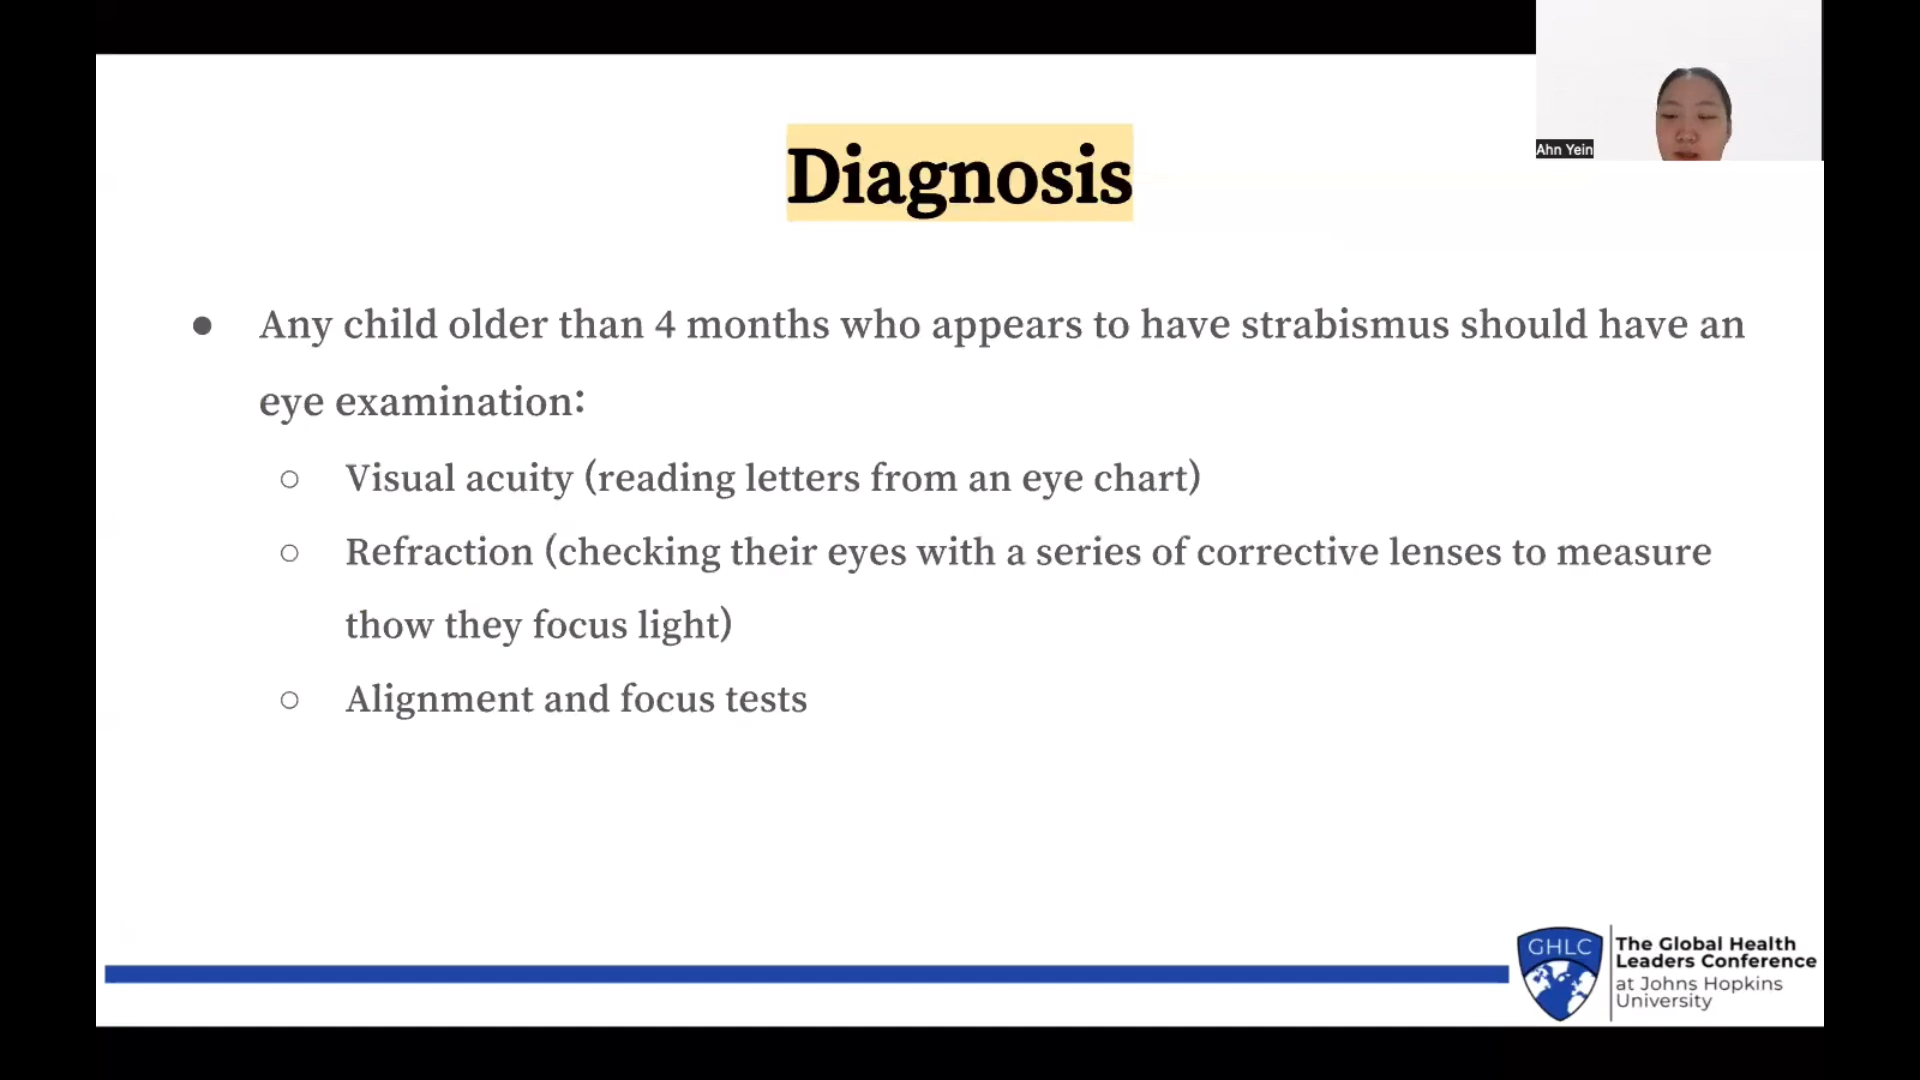 Ahn Yein
Diagnosis
● Any child older than 4 months who appears to have strabismus should have an
eye examination:
○ Visual acuity (reading letters from an eye chart)
○ Refraction (checking their eyes with a series of corrective lenses to measure
thow they focus light)
○ Alignment and focus tests
GHLC
The Global Health
Leaders Conference
at Johns Hopkins
University